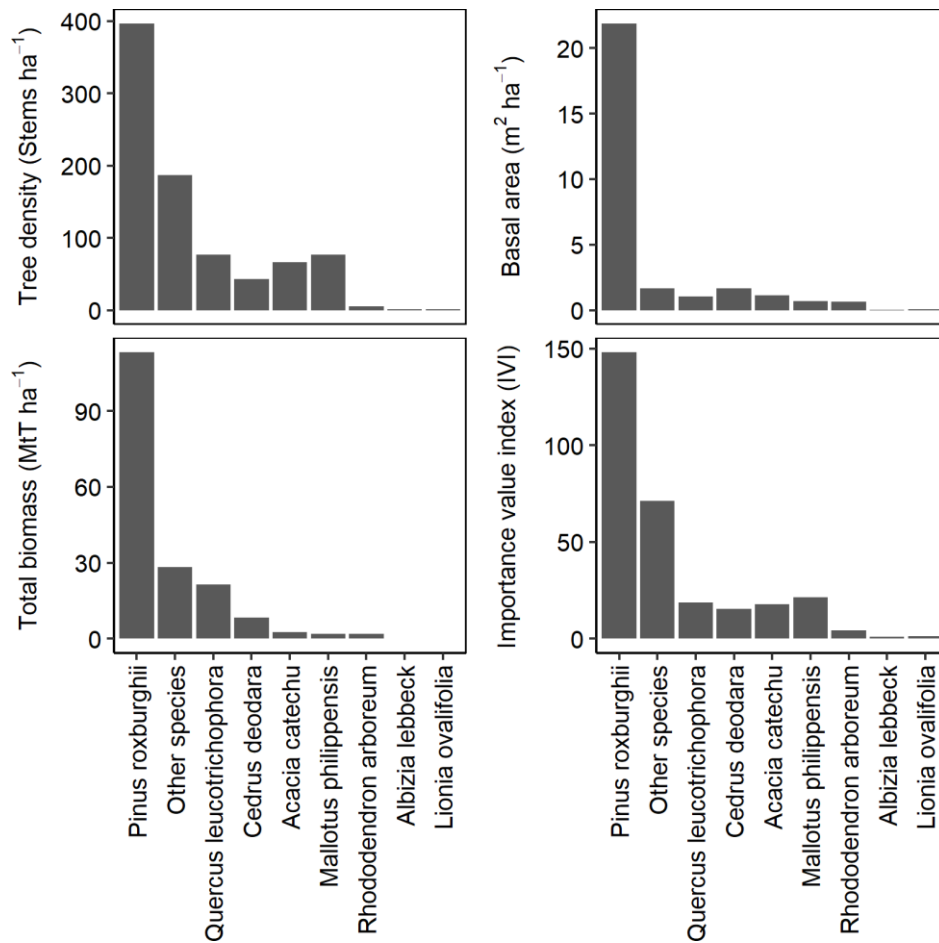 Tree density (Stems ha⁻¹)
400
300
200
100
0
Basal area (m² ha⁻¹)
20
15
10
5
0
Total biomass (MtT ha⁻¹)
90
60
30
0
Importance value index (IVI)
150
100
50
0
Pinus roxburghii
Other species
Quercus leucotrichophora
Cedrus deodara
Acacia catechu
Mallotus philippensis
Rhododendron arboreum
Albizia lebbeck
Lionia ovalifolia
Pinus roxburghii
Other species
Quercus leucotrichophora
Cedrus deodara
Acacia catechu
Mallotus philippensis
Rhododendron arboreum
Albizia lebbeck
Lionia ovalifolia